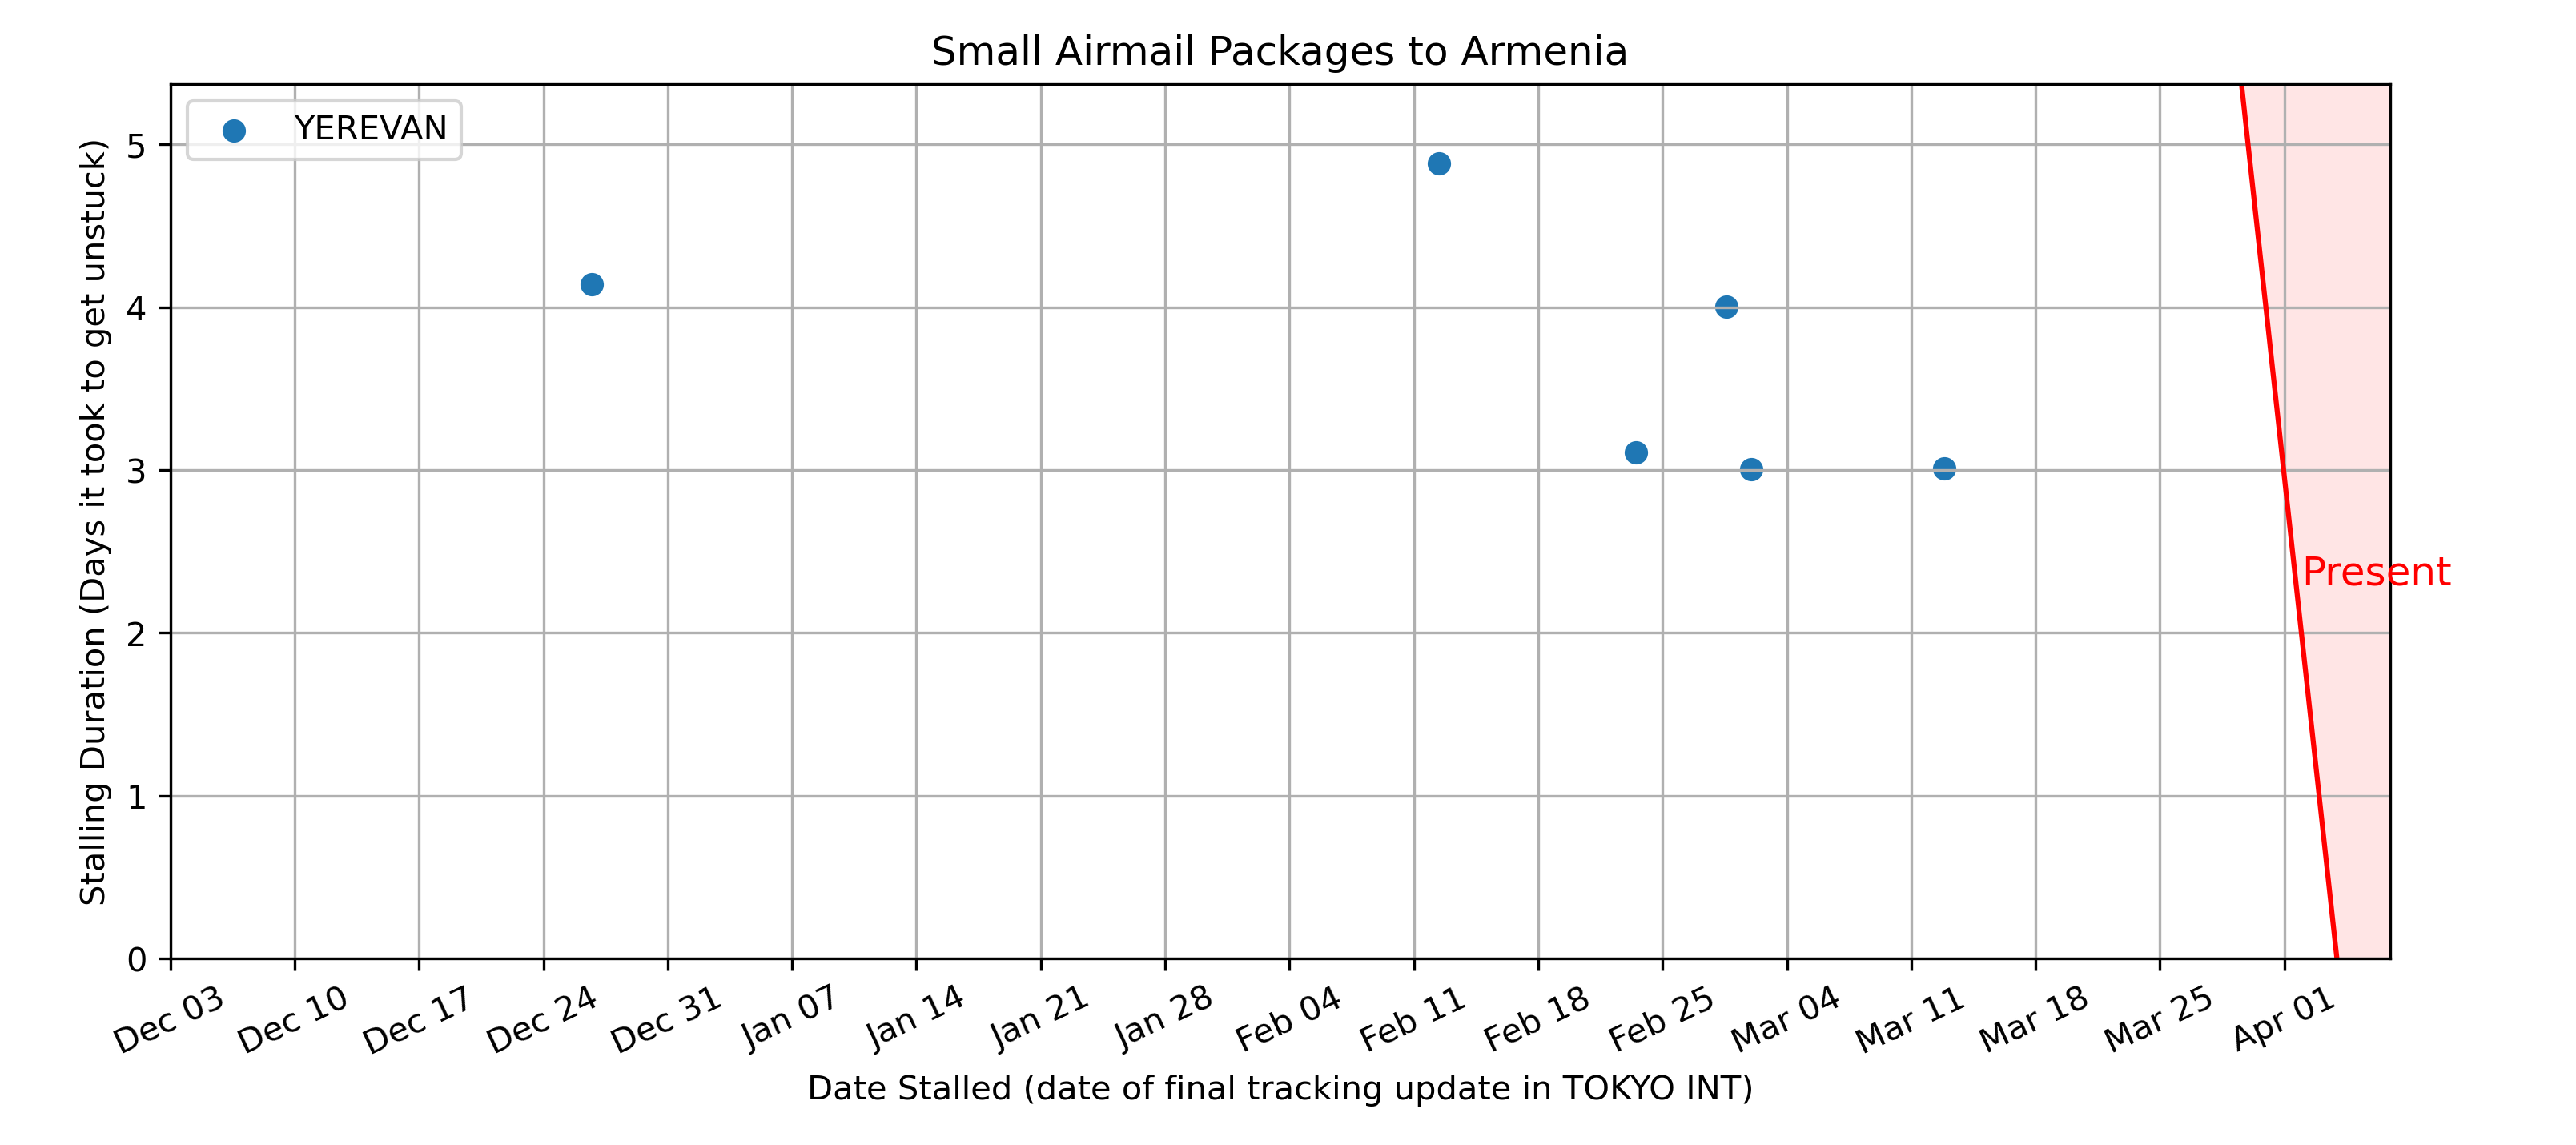 Small Airmail Packages to Armenia
YEREVAN
Stalling Duration (Days it took to get unstuck)
5
4
3
2
1
0
Present
Dec 03
Dec 10
Dec 17
Dec 24
Dec 31
Jan 07
Jan 14
Jan 21
Jan 28
Feb 04
Feb 11
Feb 18
Feb 25
Mar 04
Mar 11
Mar 18
Mar 25
Apr 01
Date Stalled (date of final tracking update in TOKYO INT)